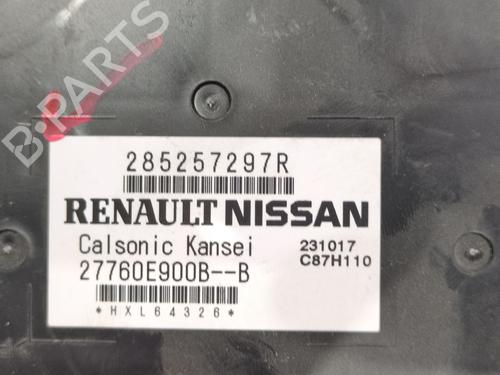 B-PARTS
285257297R
RENAULT NISSAN
Calsonic Kansei
231017
27760E900B--B
C87H110
*HXL64326*